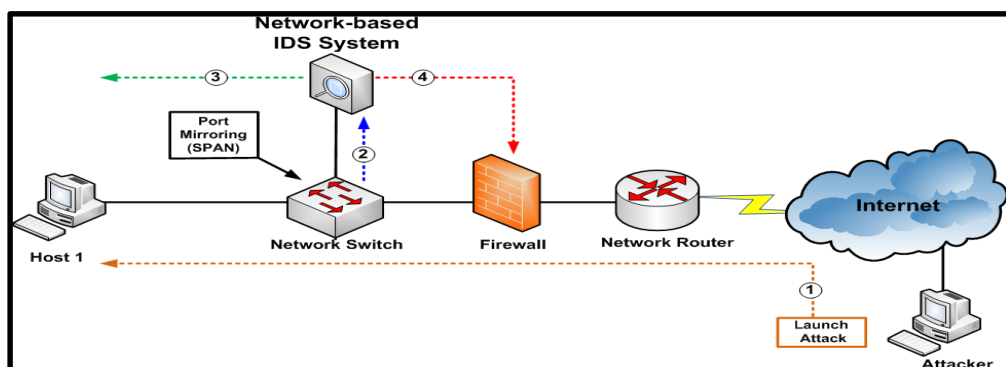 Network-based
IDS System
3
4
Port
Mirroring
(SPAN)
2
Internet
Network Switch
Firewall
Network Router
Host 1
1
Launch
Attack
Attacker